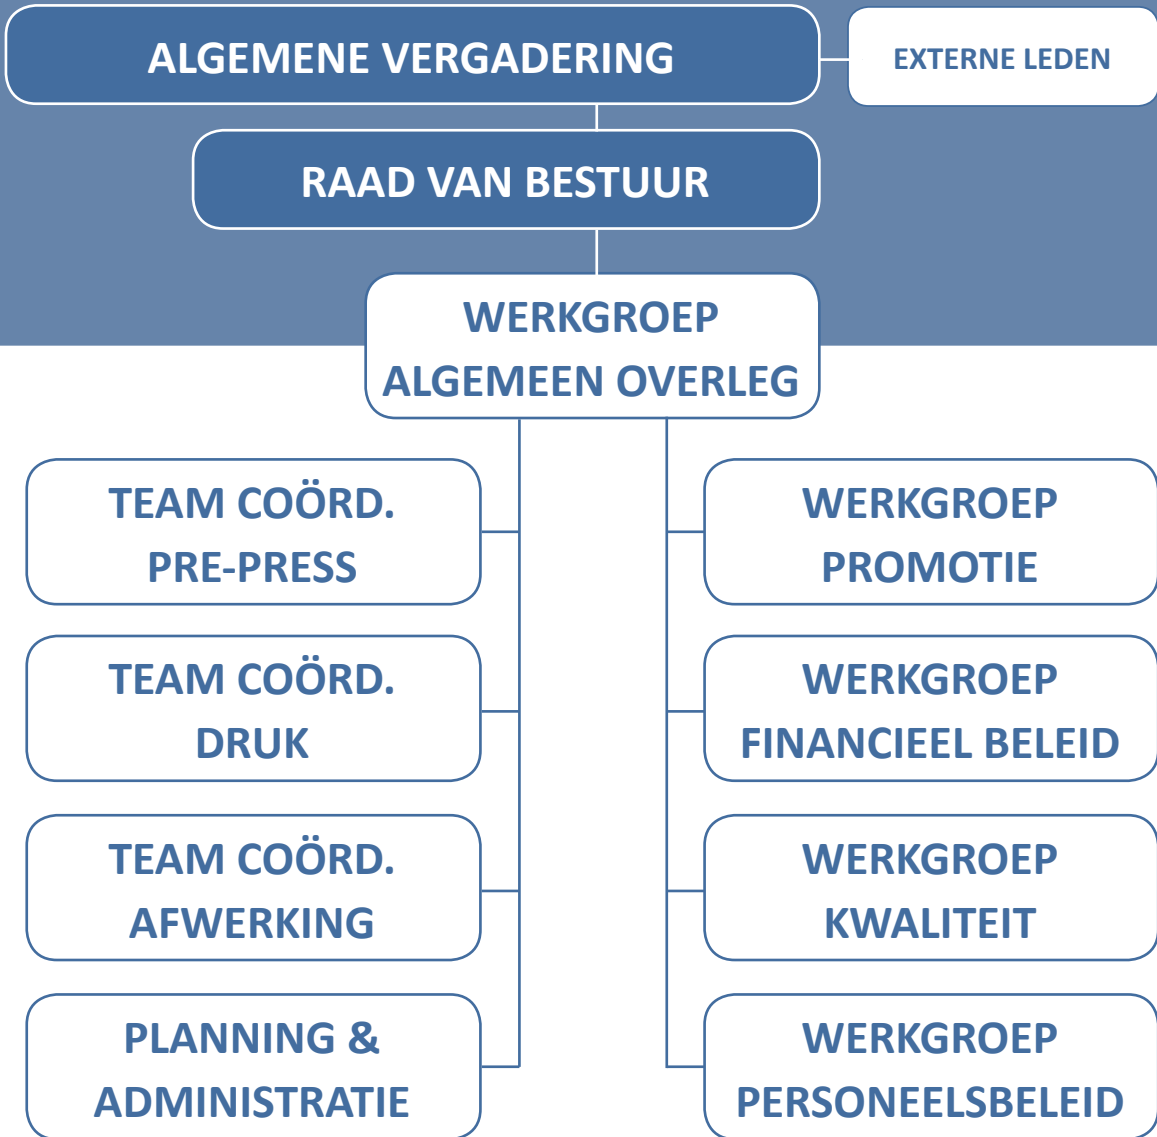 ALGEMENE VERGADERING
EXTERNE LEDEN
RAAD VAN BESTUUR
WERKGROEP
ALGEMEEN OVERLEG
TEAM COÖRD.
PRE-PRESS
WERKGROEP
PROMOTIE
TEAM COÖRD.
DRUK
WERKGROEP
FINANCIEEL BELEID
TEAM COÖRD.
AFWERKING
WERKGROEP
KWALITEIT
PLANNING &
ADMINISTRATIE
WERKGROEP
PERSONEELSBELEID